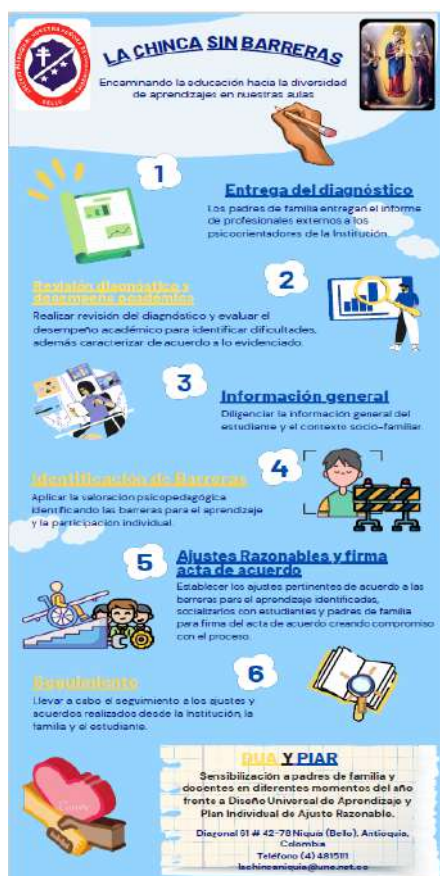 BELLO
LA CHINCA SIN BARRERAS
Encaminando la educación hacia la diversidad
de aprendizajes en nuestras aulas
1
Entrega del diagnóstico
Los padres de familia entregan el informe
de profesionales externos a los
psicoorientadores de la Institución.
2
Revisión diagnóstico y
desempeño académico
Realizar revisión del diagnóstico y evaluar el
desempeño académico para identificar dificultades,
además caracterizar de acuerdo a lo evidenciado.
3
Información general
Diligenciar la información general del
estudiante y el contexto socio-familiar.
4
Identificación de Barreras
Aplicar la valoración psicopedagógica
identificando las barreras para el aprendizaje
y la participación individual.
5
Ajustes Razonables y firma
acta de acuerdo
Establecer los ajustes pertinentes de acuerdo a las
barreras para el aprendizaje identificadas,
socializarlos con estudiantes y padres de familia
para firma del acta de acuerdo creando compromiso
con el proceso.
6
Seguimiento
Llevar a cabo el seguimiento a los ajustes y
acuerdos realizados desde la Institución, la
familia y el estudiante.
DUA Y PIAR
Sensibilización a padres de familia y
docentes en diferentes momentos del año
frente a Diseño Universal de Aprendizaje y
Plan Individual de Ajuste Razonable.
Diagonal 51 # 42-78 Niquía (Bello), Antioquia,
Colombia
Teléfono (4) 4815111
lachincaniquia@une.net.co